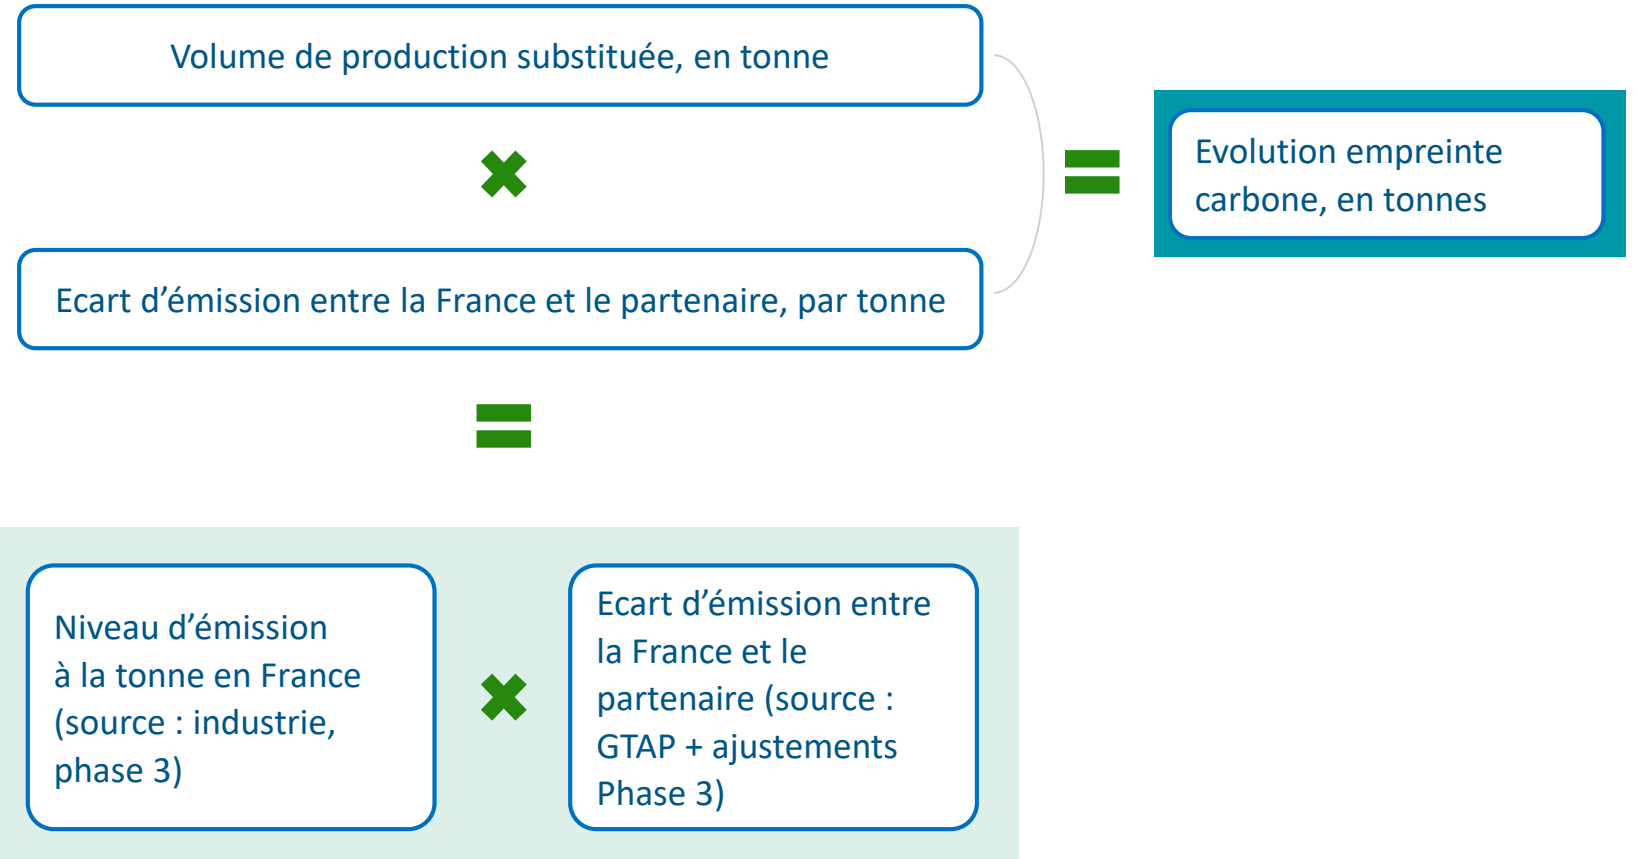 Volume de production substituée, en tonne
Evolution empreinte
carbone, en tonnes
Ecart d’émission entre la France et le partenaire, par tonne
Niveau d’émission
à la tonne en France
(source : industrie,
phase 3)
Ecart d’émission entre
la France et le
partenaire (source :
GTAP + ajustements
Phase 3)